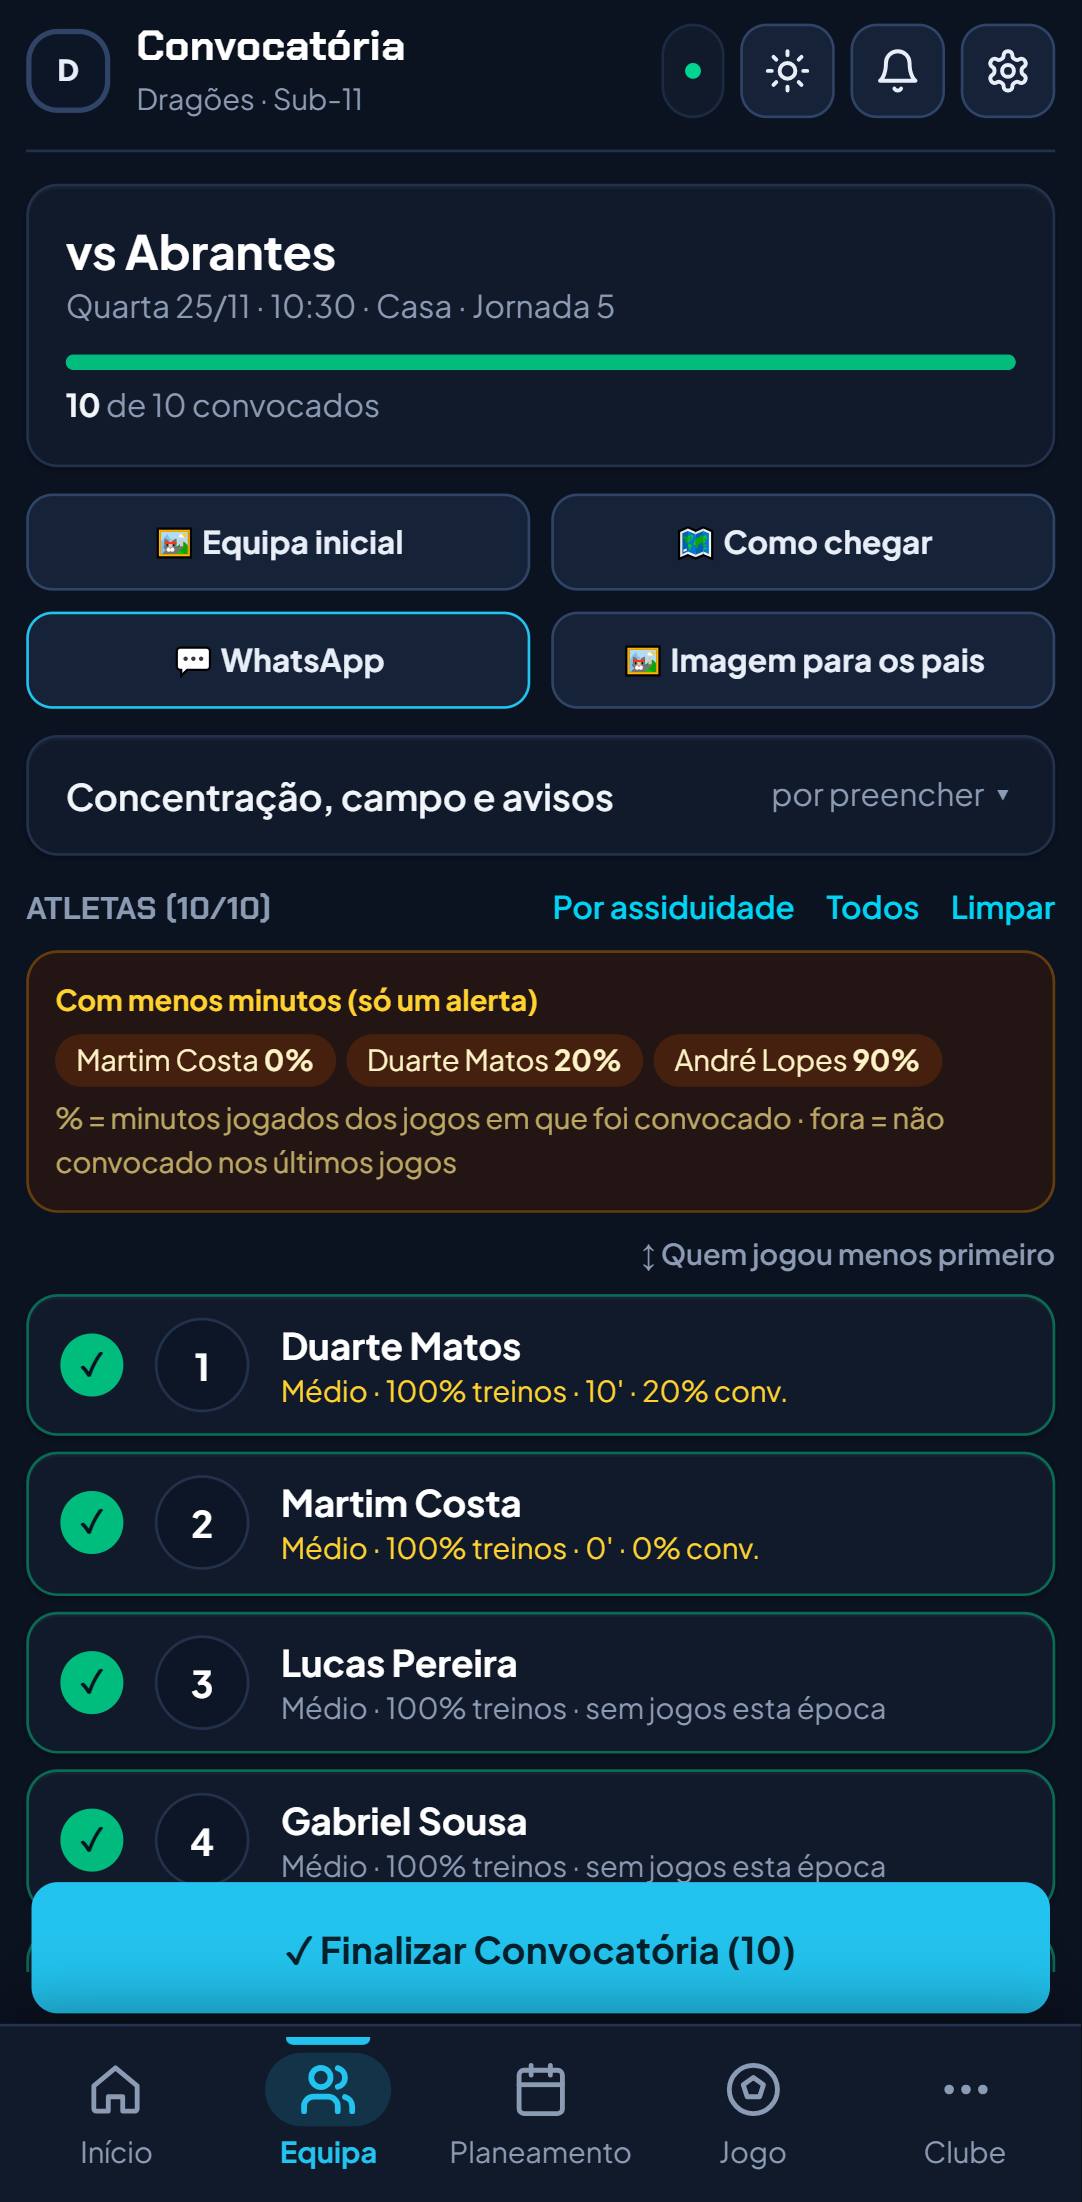 D
Convocatória
Dragões · Sub-11
vs Abrantes
Quarta 25/11 · 10:30 · Casa · Jornada 5
10 de 10 convocados
Equipa inicial
Como chegar
WhatsApp
Imagem para os pais
Concentração, campo e avisos
por preencher ▾
ATLETAS (10/10)
Por assiduidade
Todos
Limpar
Com menos minutos (só um alerta)
Martim Costa 0%
Duarte Matos 20%
André Lopes 90%
% = minutos jogados dos jogos em que foi convocado · fora = não
convocado nos últimos jogos
↕ Quem jogou menos primeiro
✓ 1 Duarte Matos
Médio · 100% treinos · 10' · 20% conv.
✓ 2 Martim Costa
Médio · 100% treinos · 0' · 0% conv.
✓ 3 Lucas Pereira
Médio · 100% treinos · sem jogos esta época
✓ 4 Gabriel Sousa
Médio · 100% treinos · sem jogos esta época
✓ Finalizar Convocatória (10)
Início
Equipa
Planeamento
Jogo
Clube